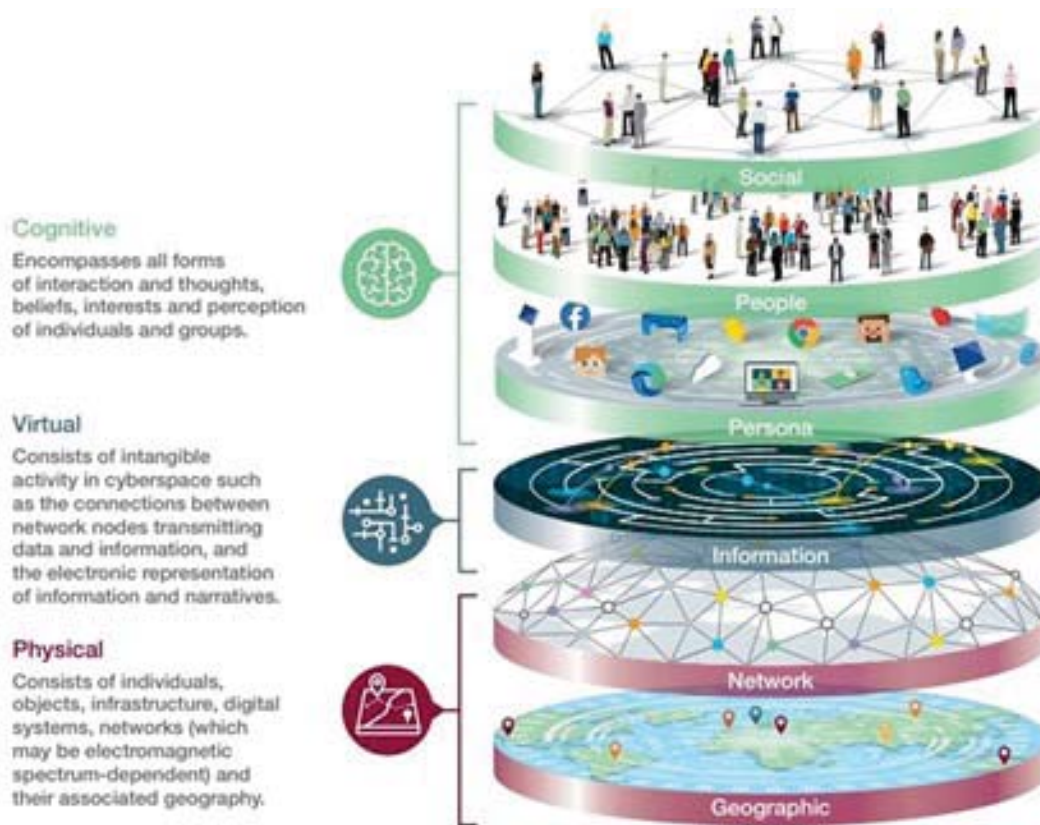 Social
Cognitive
Encompasses all forms
of interaction and thoughts,
beliefs, interests and perception
of individuals and groups.
People
Persona
Virtual
Consists of intangible
activity in cyberspace such
as the connections between
network nodes transmitting
data and information, and
the electronic representation
of information and narratives.
Information
Physical
Consists of individuals,
objects, infrastructure, digital
systems, networks (which
may be electromagnetic
spectrum-dependent) and
their associated geography.
Network
Geographic